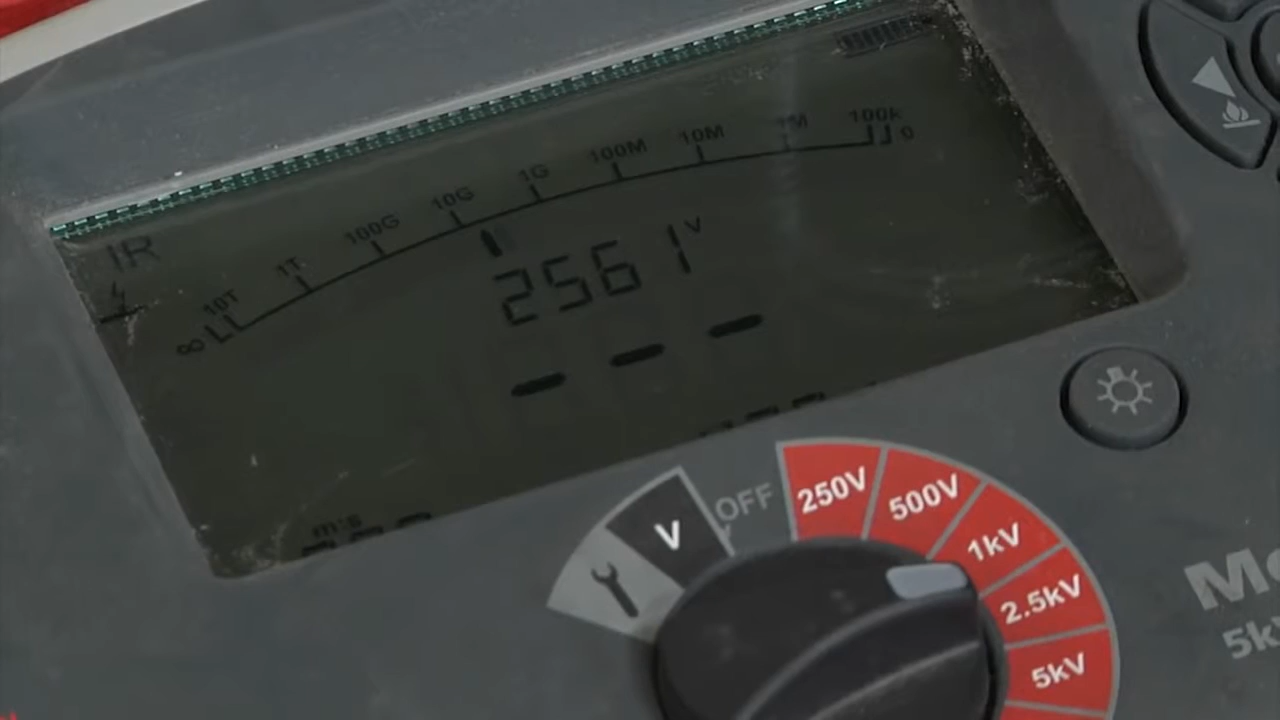 IR
∞ 10T 1T 100G 10G 1G 100M 10M 1M 100k 0
2561 V
- - -
V OFF 250V 500V 1kV 2.5kV 5kV